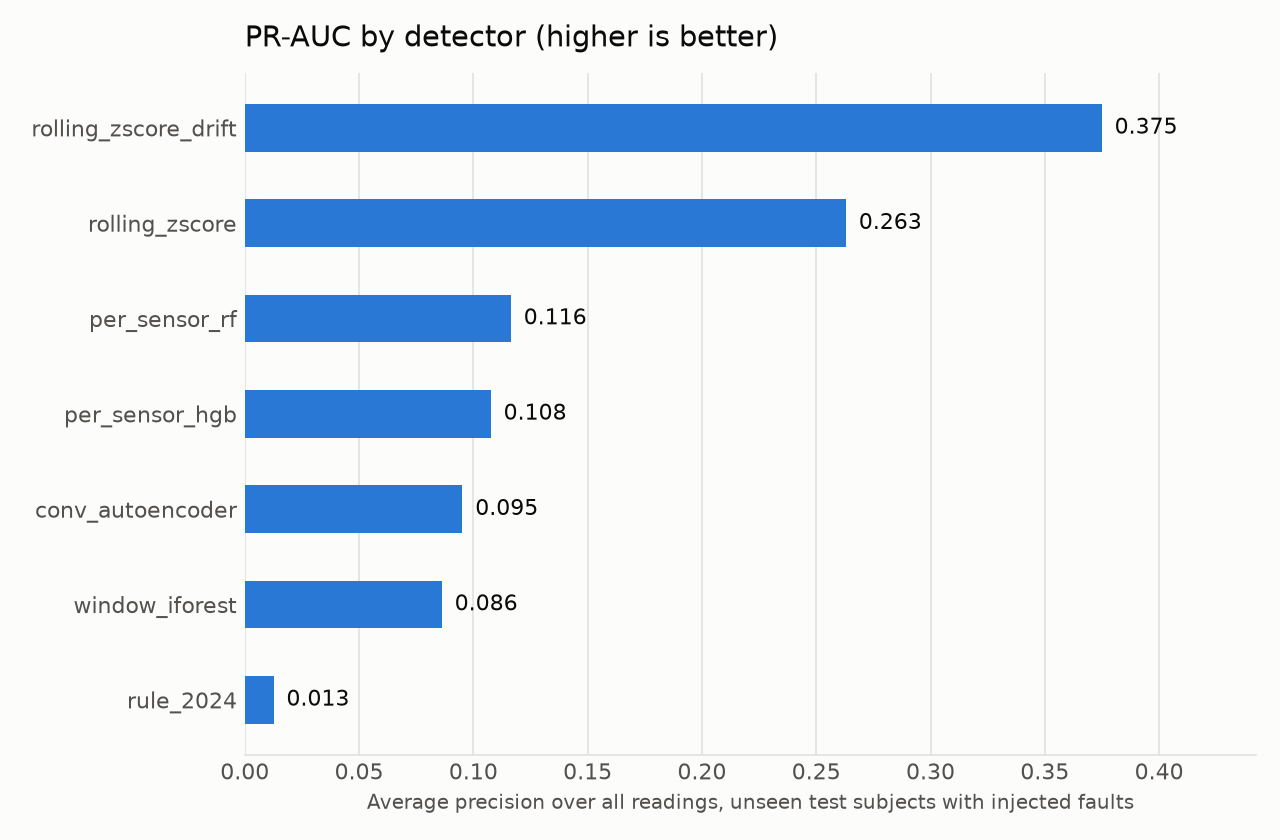 PR-AUC by detector (higher is better)
rolling_zscore_drift 0.375
rolling_zscore 0.263
per_sensor_rf 0.116
per_sensor_hgb 0.108
conv_autoencoder 0.095
window_iforest 0.086
rule_2024 0.013
0.00 0.05 0.10 0.15 0.20 0.25 0.30 0.35 0.40
Average precision over all readings, unseen test subjects with injected faults